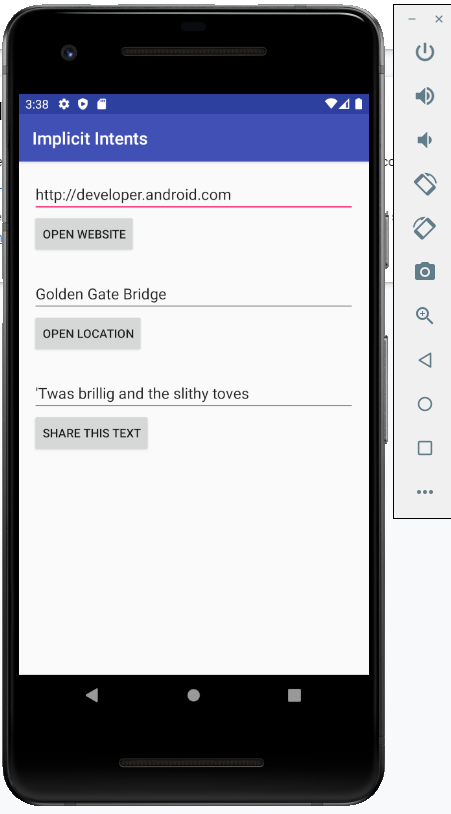 3:38
Implicit Intents
http://developer.android.com
OPEN WEBSITE
Golden Gate Bridge
OPEN LOCATION
'Twas brillig and the slithy toves
SHARE THIS TEXT